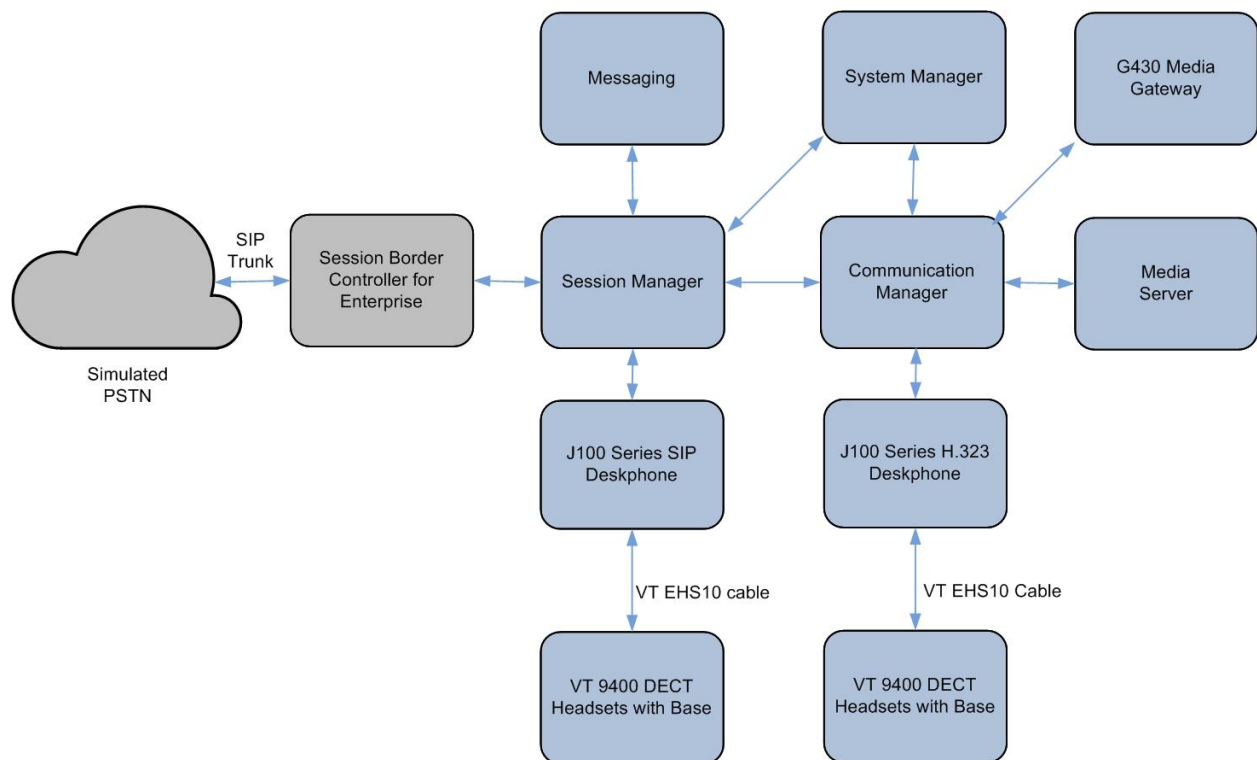 Messaging
System Manager
G430 Media
Gateway
SIP
Trunk
Session Border
Controller for
Enterprise
Session Manager
Communication
Manager
Media
Server
Simulated
PSTN
J100 Series SIP
Deskphone
J100 Series H.323
Deskphone
VT EHS10 cable
VT EHS10 Cable
VT 9400 DECT
Headsets with Base
VT 9400 DECT
Headsets with Base